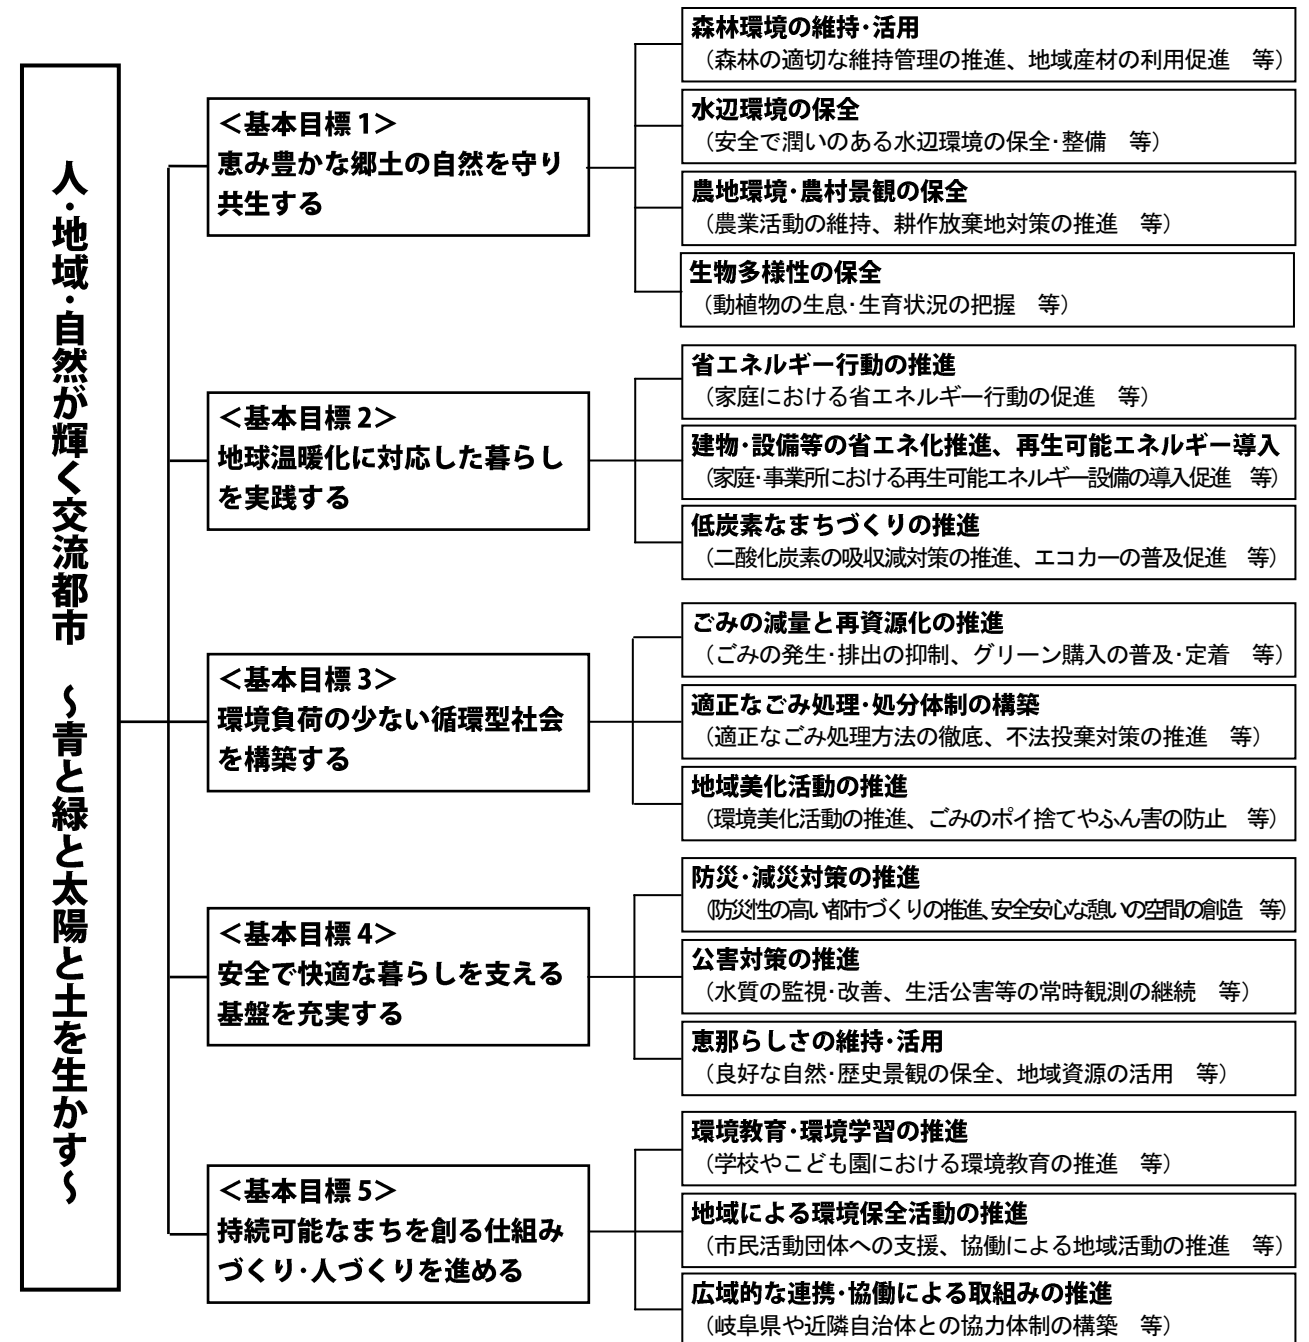 人・地域・自然が輝く交流都市　～青と緑と太陽と土を生かす～
＜基本目標1＞
恵み豊かな郷土の自然を守り
共生する
森林環境の維持・活用
（森林の適切な維持管理の推進、地域産材の利用促進　等）
水辺環境の保全
（安全で潤いのある水辺環境の保全・整備　等）
農地環境・農村景観の保全
（農業活動の維持、耕作放棄地対策の推進　等）
生物多様性の保全
（動植物の生息・生育状況の把握　等）
＜基本目標2＞
地球温暖化に対応した暮らし
を実践する
省エネルギー行動の推進
（家庭における省エネルギー行動の促進　等）
建物・設備等の省エネ化推進、再生可能エネルギー導入
（家庭・事業所における再生可能エネルギー設備の導入促進　等）
低炭素なまちづくりの推進
（二酸化炭素の吸収減対策の推進、エコカーの普及促進　等）
＜基本目標3＞
環境負荷の少ない循環型社会
を構築する
ごみの減量と再資源化の推進
（ごみの発生・排出の抑制、グリーン購入の普及・定着　等）
適正なごみ処理・処分体制の構築
（適正なごみ処理方法の徹底、不法投棄対策の推進　等）
地域美化活動の推進
（環境美化活動の推進、ごみのポイ捨てやふん害の防止　等）
＜基本目標4＞
安全で快適な暮らしを支える
基盤を充実する
防災・減災対策の推進
（防災性の高い都市づくりの推進、安全安心な憩いの空間の創造　等）
公害対策の推進
（水質の監視・改善、生活公害等の常時観測の継続　等）
恵那らしさの維持・活用
（良好な自然・歴史景観の保全、地域資源の活用　等）
＜基本目標5＞
持続可能なまちを創る仕組み
づくり・人づくりを進める
環境教育・環境学習の推進
（学校やこども園における環境教育の推進　等）
地域による環境保全活動の推進
（市民活動団体への支援、協働による地域活動の推進　等）
広域的な連携・協働による取組みの推進
（岐阜県や近隣自治体との協力体制の構築　等）